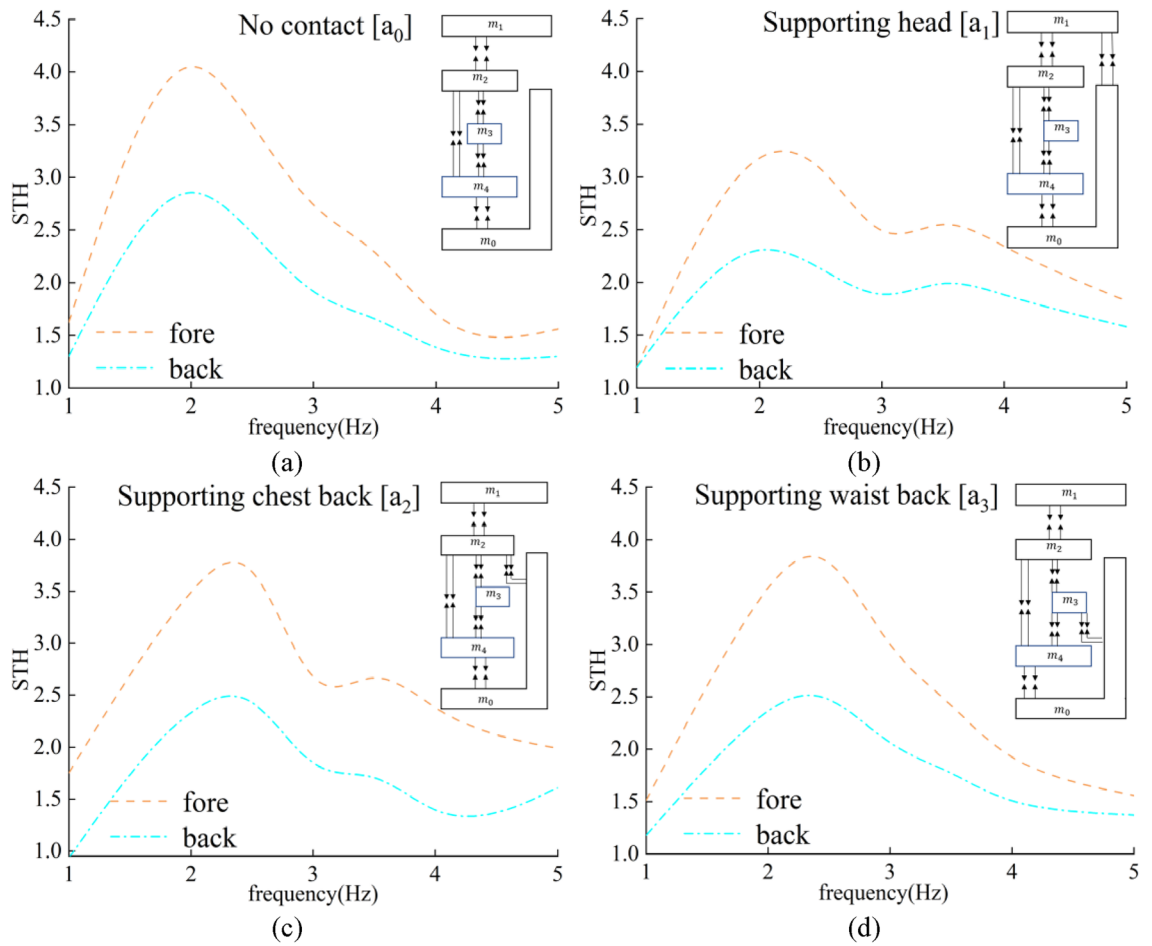 No contact [a₀]
4.5
4.0
3.5
3.0
2.5
2.0
1.5
1.0
STH
fore
back
1 2 3 4 5
frequency(Hz)
m₁
m₂
m₃
m₄
m₀
(a)
Supporting head [a₁]
4.5
4.0
3.5
3.0
2.5
2.0
1.5
1.0
STH
fore
back
1 2 3 4 5
frequency(Hz)
m₁
m₂
m₃
m₄
m₀
(b)
Supporting chest back [a₂]
4.5
4.0
3.5
3.0
2.5
2.0
1.5
1.0
STH
fore
back
1 2 3 4 5
frequency(Hz)
m₁
m₂
m₃
m₄
m₀
(c)
Supporting waist back [a₃]
4.5
4.0
3.5
3.0
2.5
2.0
1.5
1.0
STH
fore
back
1 2 3 4 5
frequency(Hz)
m₁
m₂
m₃
m₄
m₀
(d)